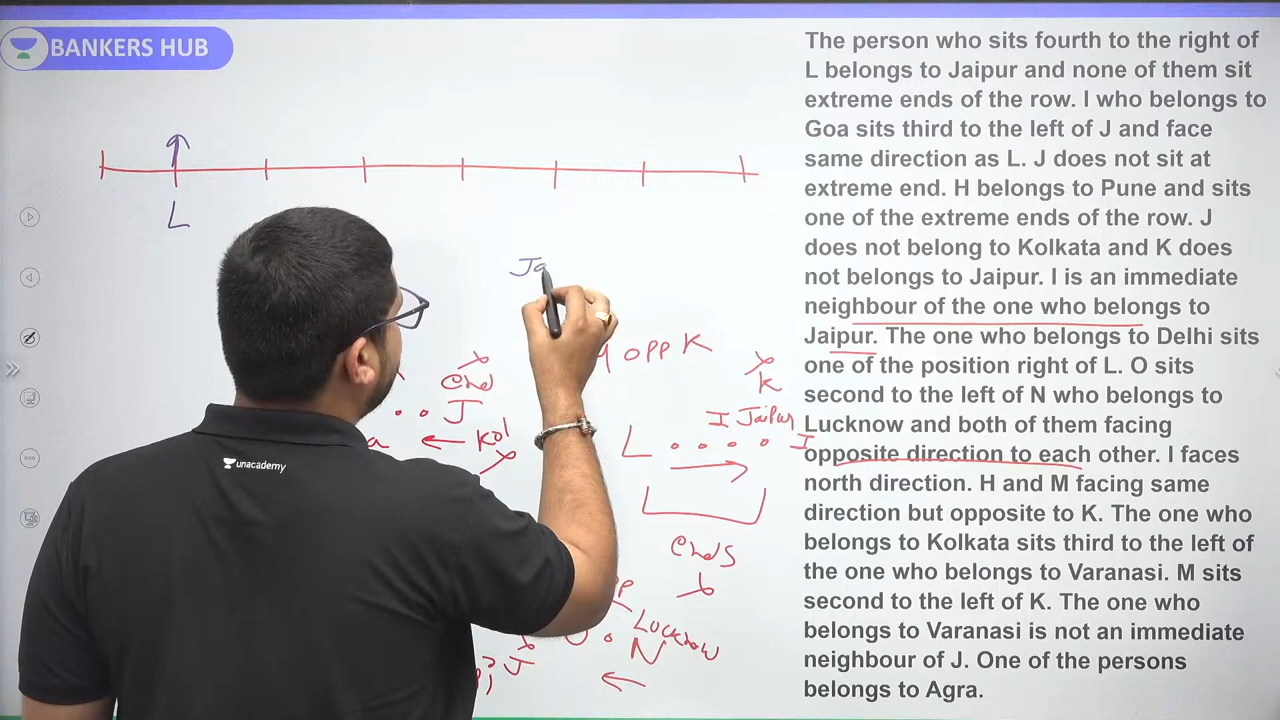 BANKERS HUB
The person who sits fourth to the right of
L belongs to Jaipur and none of them sit
extreme ends of the row. I who belongs to
Goa sits third to the left of J and face
same direction as L. J does not sit at
extreme end. H belongs to Pune and sits
one of the extreme ends of the row. J
does not belong to Kolkata and K does
not belongs to Jaipur. I is an immediate
neighbour of the one who belongs to
Jaipur. The one who belongs to Delhi sits
one of the position right of L. O sits
second to the left of N who belongs to
Lucknow and both of them facing
opposite direction to each other. I faces
north direction. H and M facing same
direction but opposite to K. The one who
belongs to Kolkata sits third to the left of
the one who belongs to Varanasi. M sits
second to the left of K. The one who
belongs to Varanasi is not an immediate
neighbour of J. One of the persons
belongs to Agra.
L
Ja
opp K
End
K
J
I Jaipur
Kol
L
I
Ends
Lucknow
N
J
unacademy